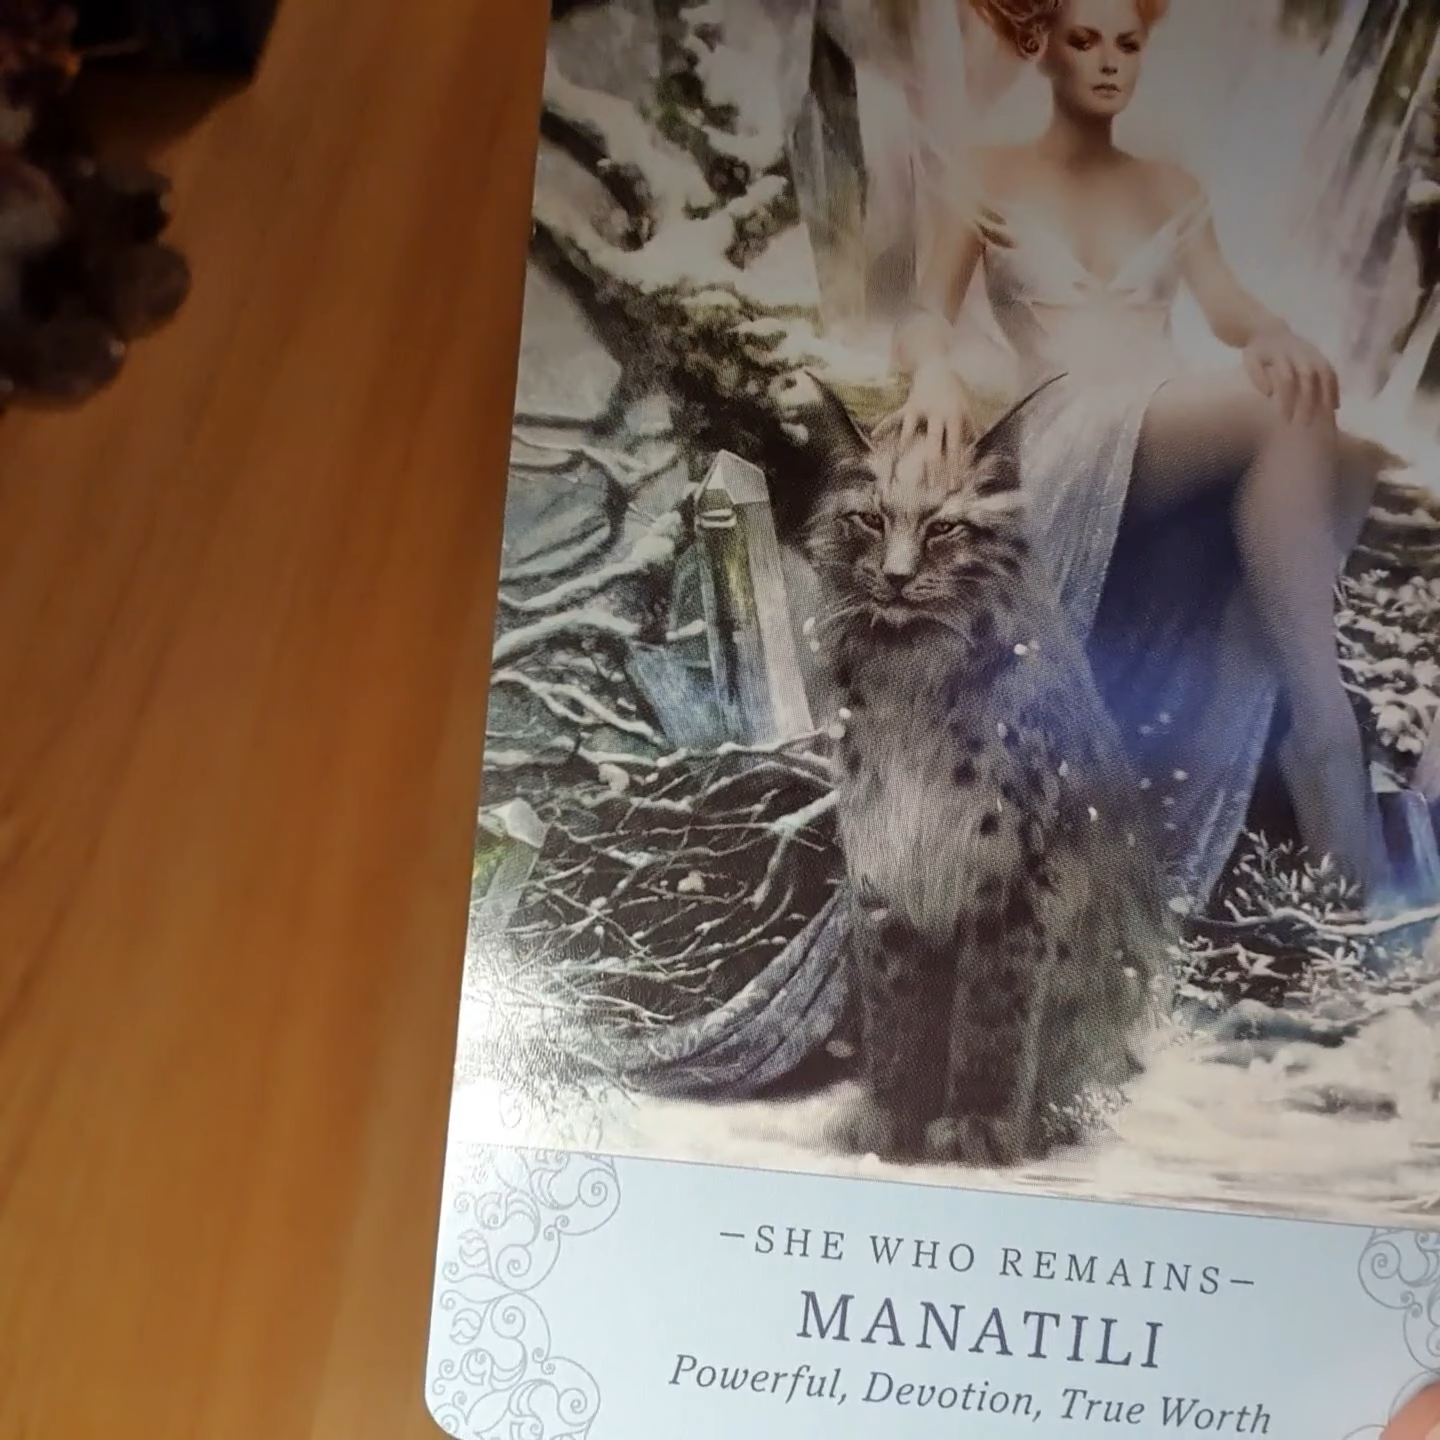 —SHE WHO REMAINS—
MANATILI
Powerful, Devotion, True Worth